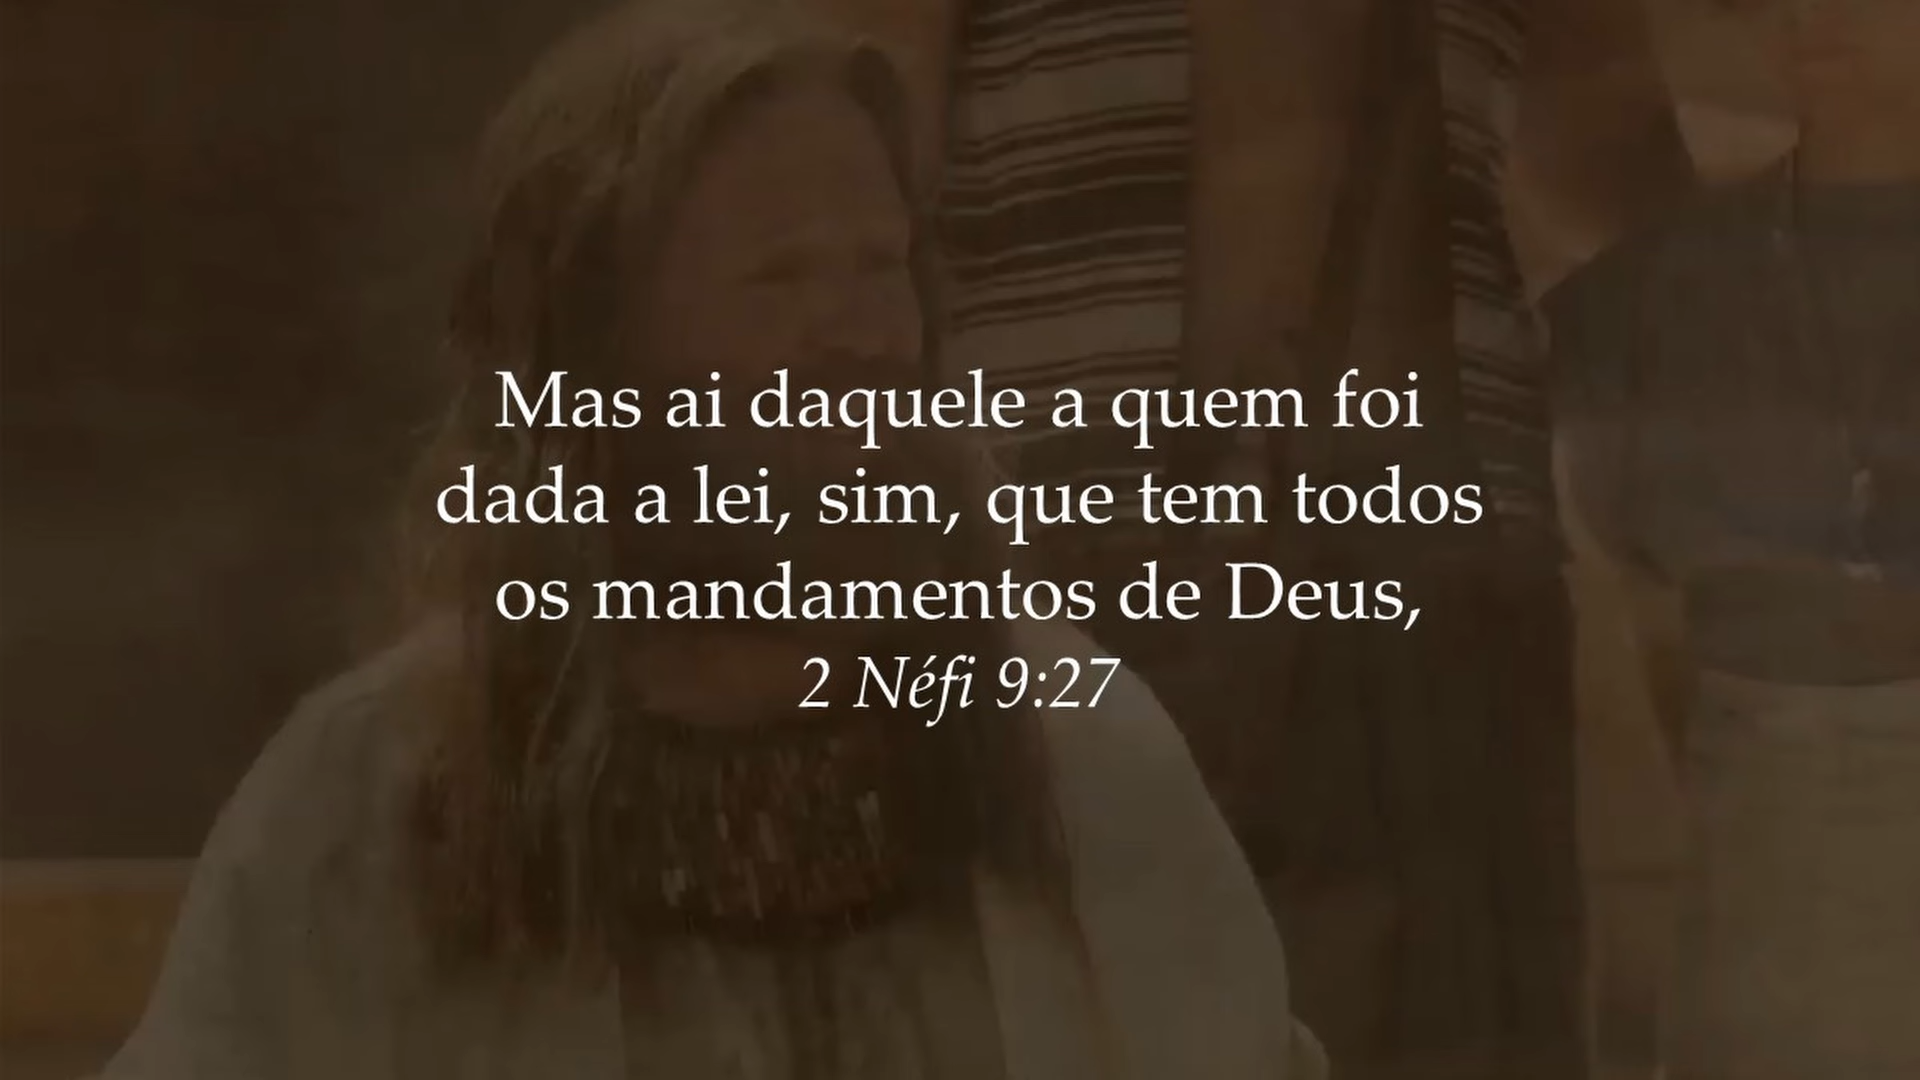 Mas ai daquele a quem foi
dada a lei, sim, que tem todos
os mandamentos de Deus,
2 Néfi 9:27